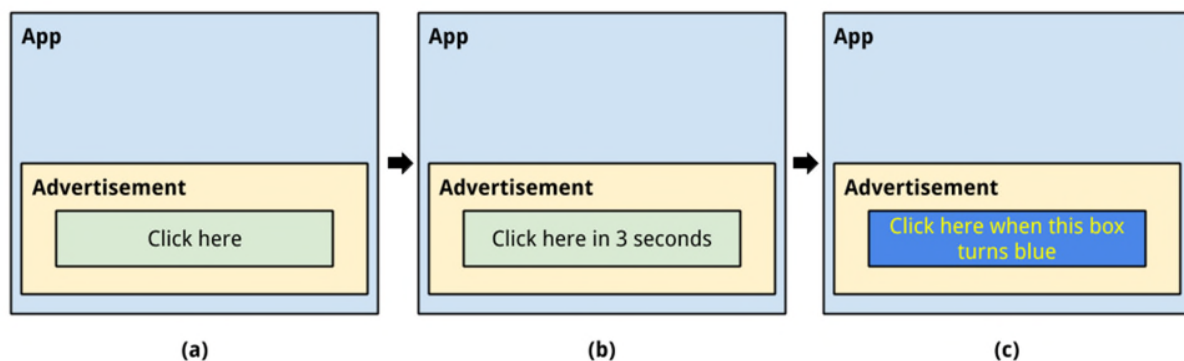 App
Advertisement
Click here
(a)
App
Advertisement
Click here in 3 seconds
(b)
App
Advertisement
Click here when this box
turns blue
(c)